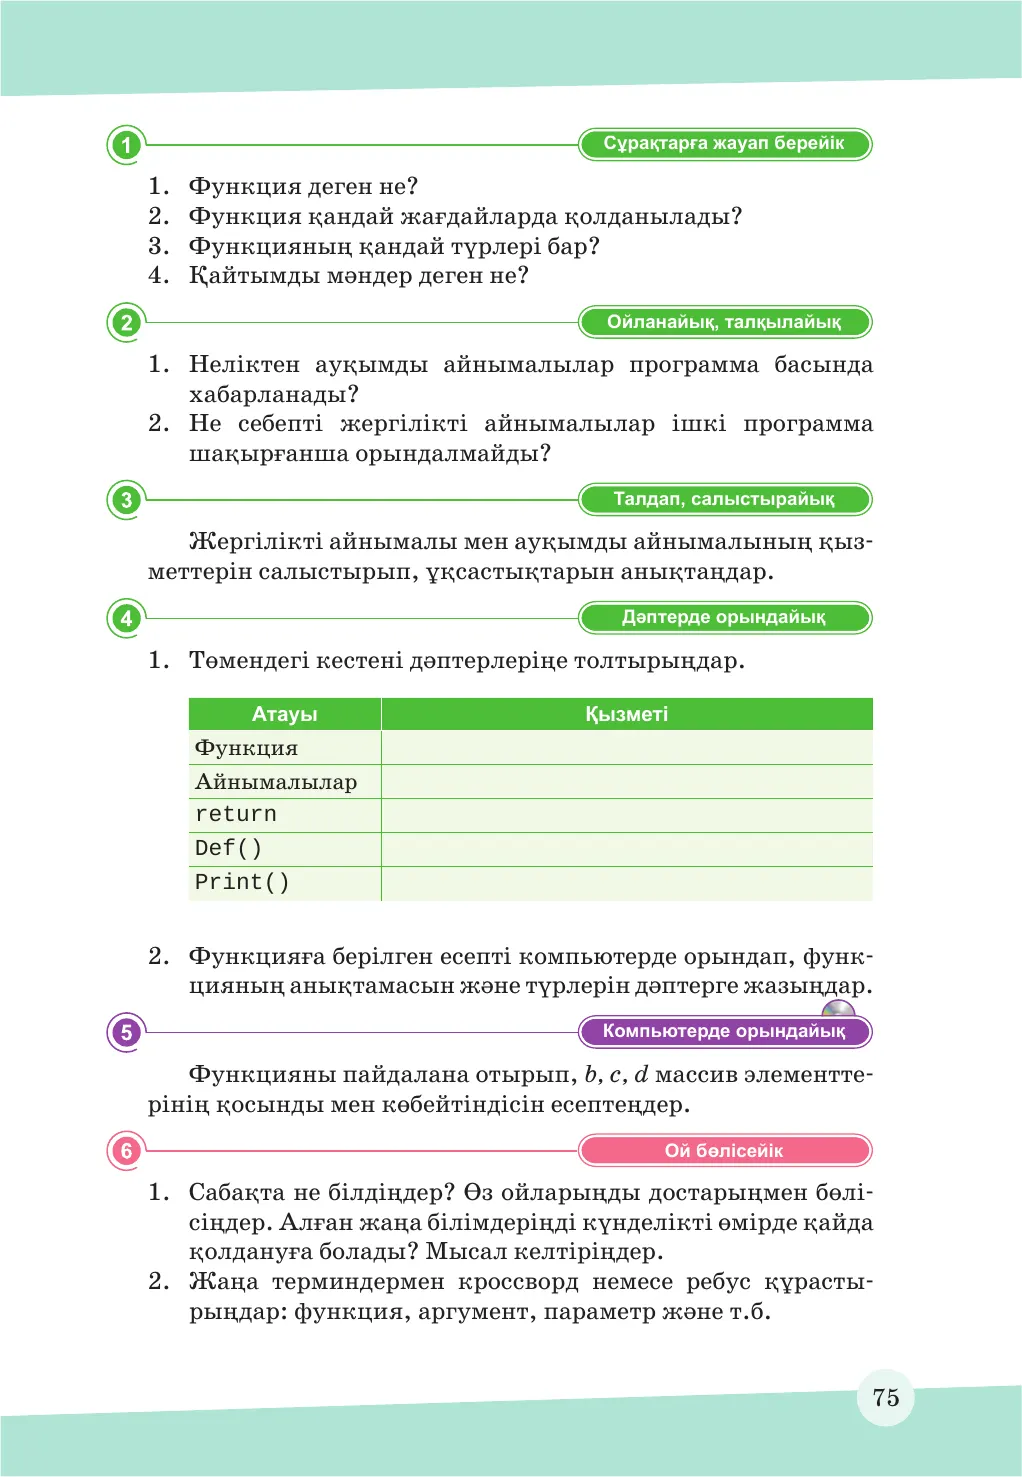 1 Сұрақтарға жауап берейік
1. Функция деген не?
2. Функция қандай жағдайларда қолданылады?
3. Функцияның қандай түрлері бар?
4. Қайтымды мәндер деген не?
2 Ойланайық, талқылайық
1. Неліктен ауқымды айнымалылар программа басында
хабарланады?
2. Не себепті жергілікті айнымалылар ішкі программа
шақырғанша орындалмайды?
3 Талдап, салыстырайық
Жергілікті айнымалы мен ауқымды айнымалының қыз-
меттерін салыстырып, ұқсастықтарын анықтаңдар.
4 Дәптерде орындайық
1. Төмендегі кестені дәптерлеріңе толтырыңдар.
Атауы Қызметі
Функция
Айнымалылар
return
Def()
Print()
2. Функцияға берілген есепті компьютерде орындап, функ-
цияның анықтамасын және түрлерін дәптерге жазыңдар.
5 Компьютерде орындайық
Функцияны пайдалана отырып, b, c, d массив элементте-
рінің қосынды мен көбейтіндісін есептеңдер.
6 Ой бөлісейік
1. Сабақта не білдіңдер? Өз ойларыңды достарыңмен бөлі-
сіңдер. Алған жаңа білімдеріңді күнделікті өмірде қайда
қолдануға болады? Мысал келтіріңдер.
2. Жаңа терминдермен кроссворд немесе ребус құрасты-
рыңдар: функция, аргумент, параметр және т.б.
75